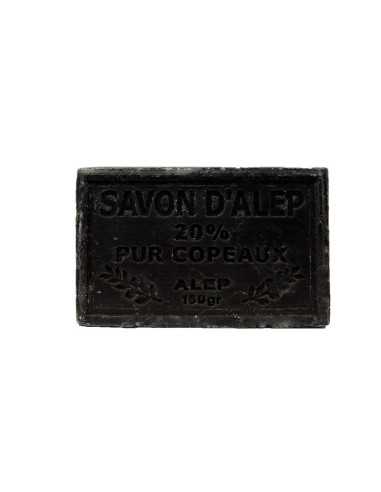 SAVON D'ALEP
20%
PUR COPEAUX
ALEP
150gr